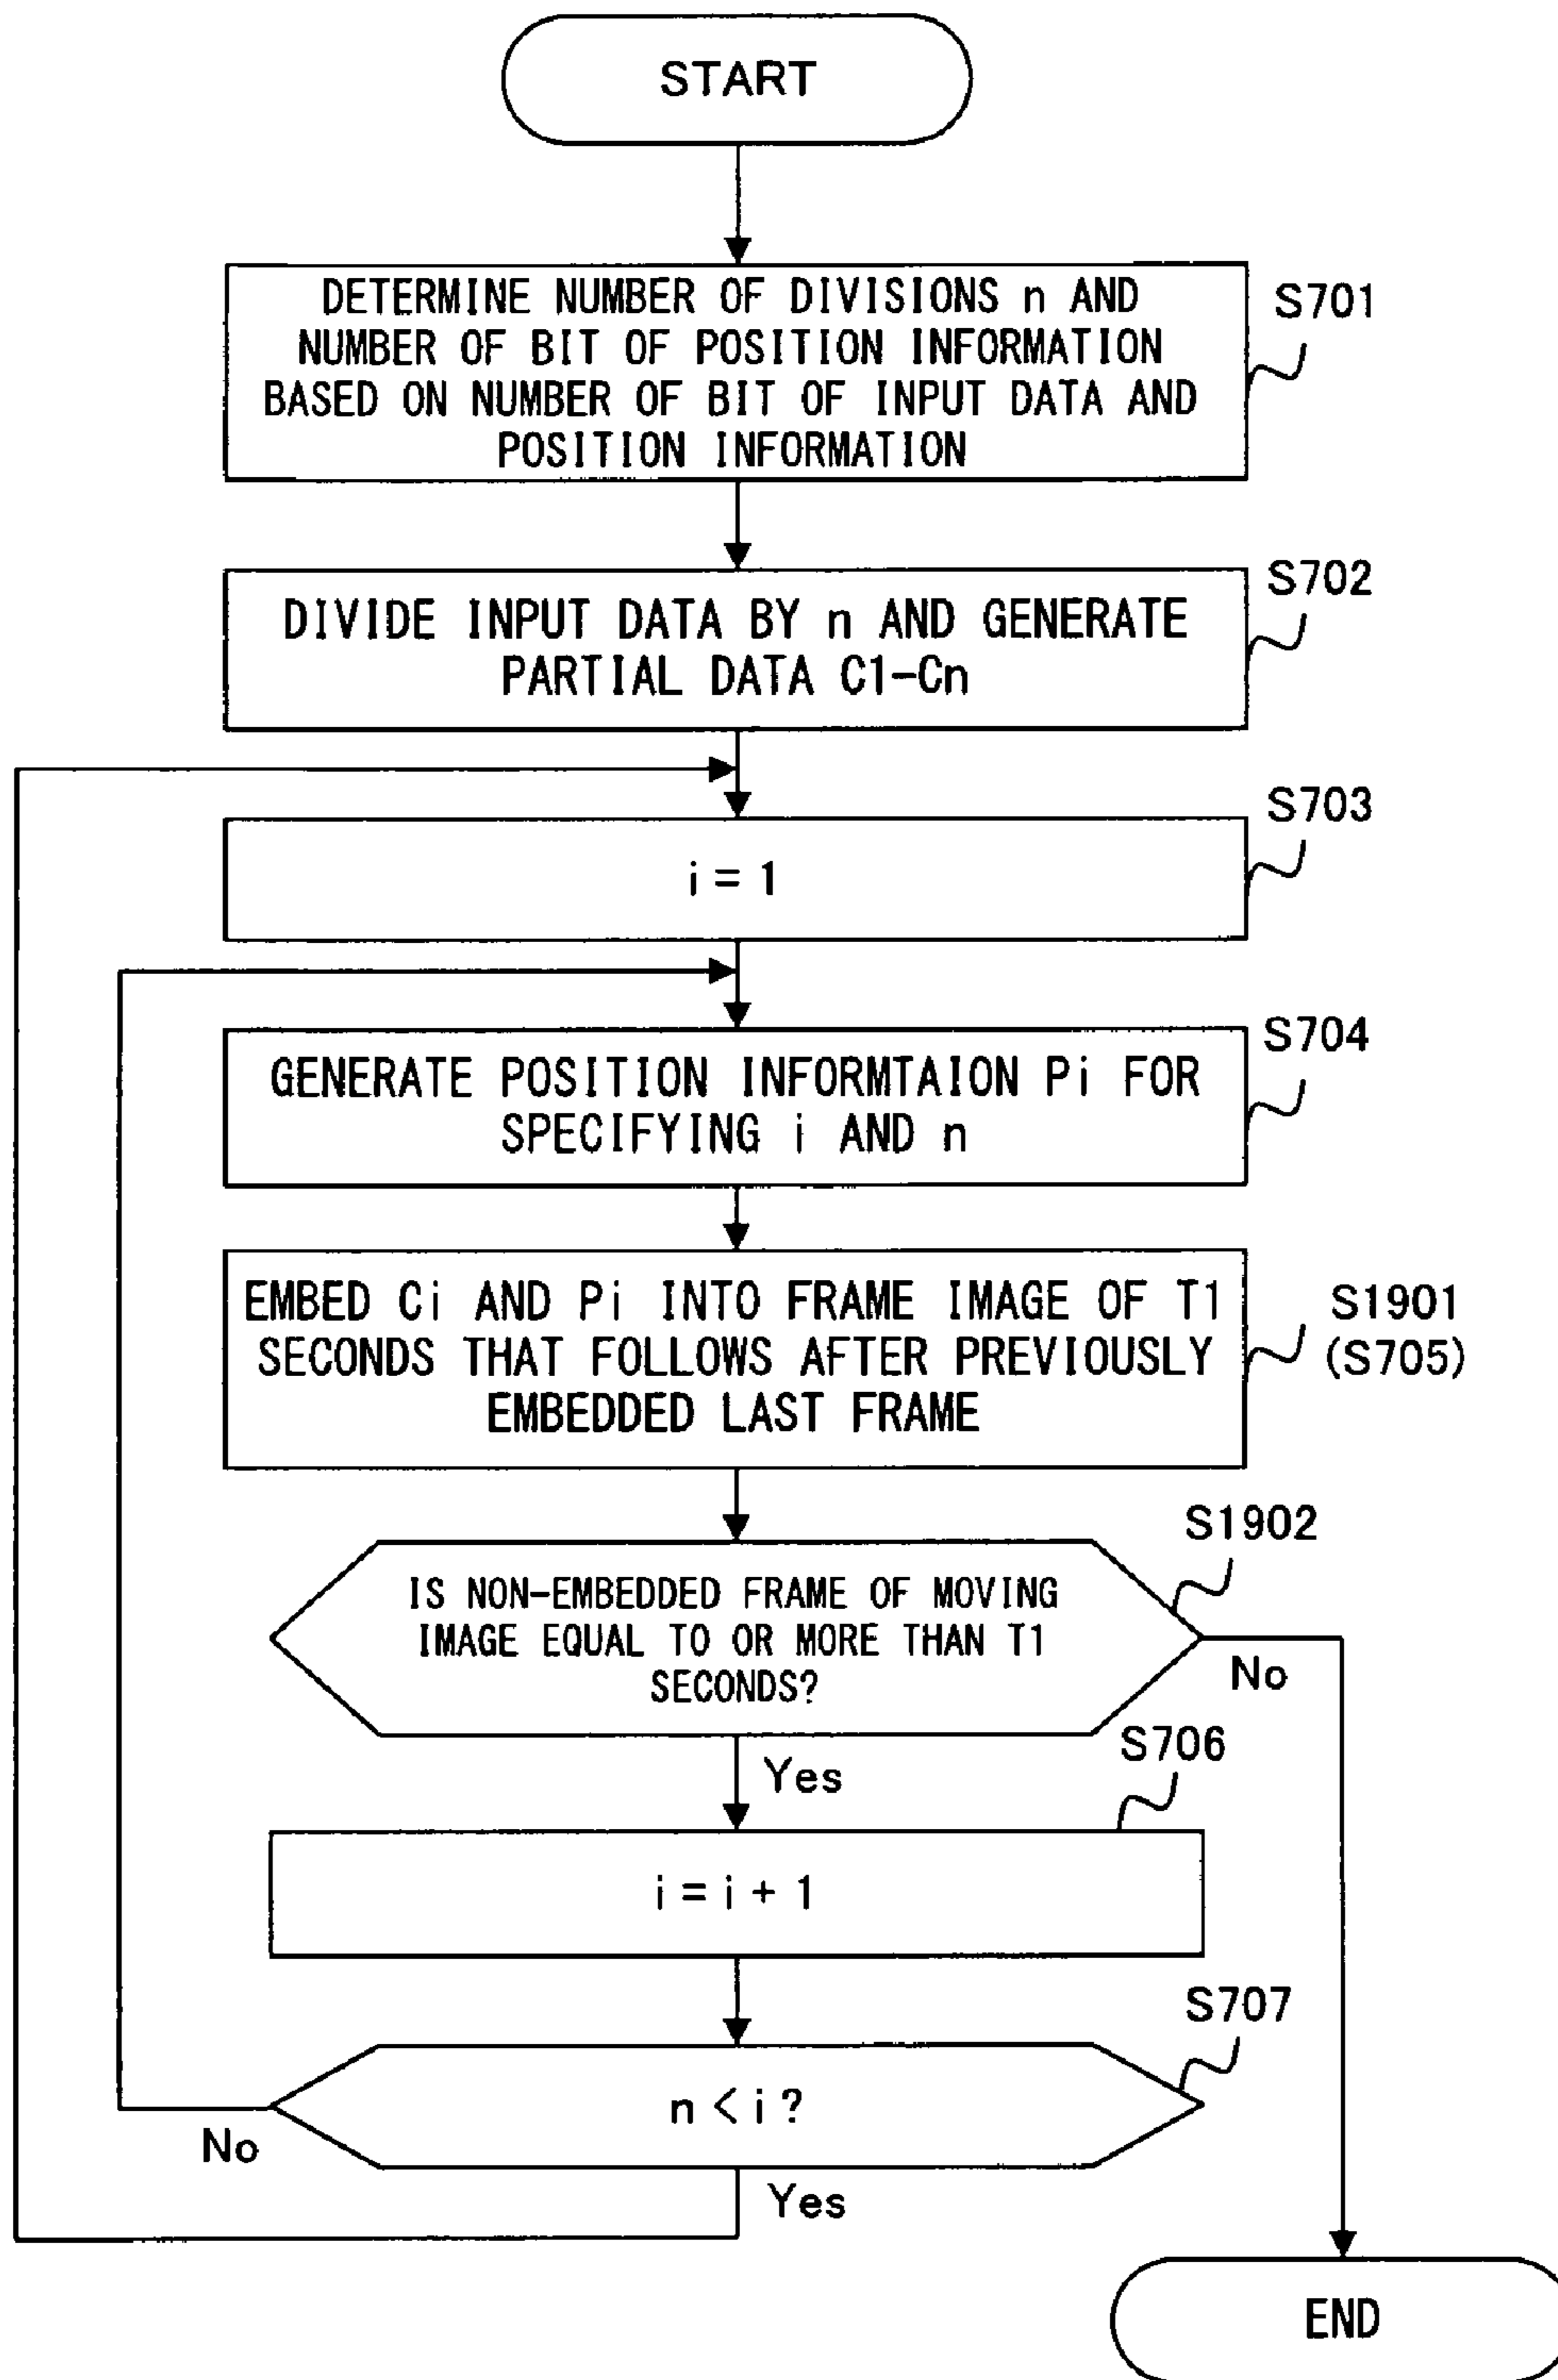 START
DETERMINE NUMBER OF DIVISIONS n AND
NUMBER OF BIT OF POSITION INFORMATION
BASED ON NUMBER OF BIT OF INPUT DATA AND
POSITION INFORMATION
S701
DIVIDE INPUT DATA BY n AND GENERATE
PARTIAL DATA C1-Cn
S702
i = 1
S703
GENERATE POSITION INFORMTAION Pi FOR
SPECIFYING i AND n
S704
EMBED Ci AND Pi INTO FRAME IMAGE OF T1
SECONDS THAT FOLLOWS AFTER PREVIOUSLY
EMBEDDED LAST FRAME
S1901
(S705)
S1902
IS NON-EMBEDDED FRAME OF MOVING
IMAGE EQUAL TO OR MORE THAN T1
SECONDS?
No
Yes
S706
i = i + 1
S707
n < i ?
No
Yes
END